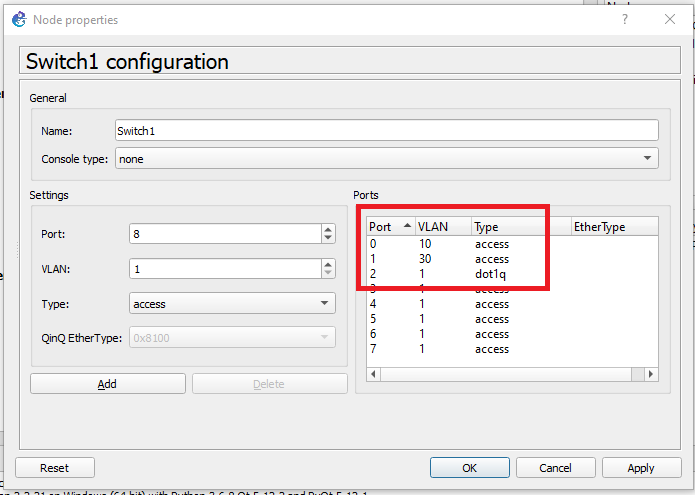 Node properties
Switch1 configuration
General
Name: Switch1
Console type: none
Settings
Port: 8
VLAN: 1
Type: access
QinQ EtherType: 0x8100
Add Delete
Ports
Port VLAN Type EtherType
0 10 access
1 30 access
2 1 dot1q
3 1 access
4 1 access
5 1 access
6 1 access
7 1 access
Reset OK Cancel Apply